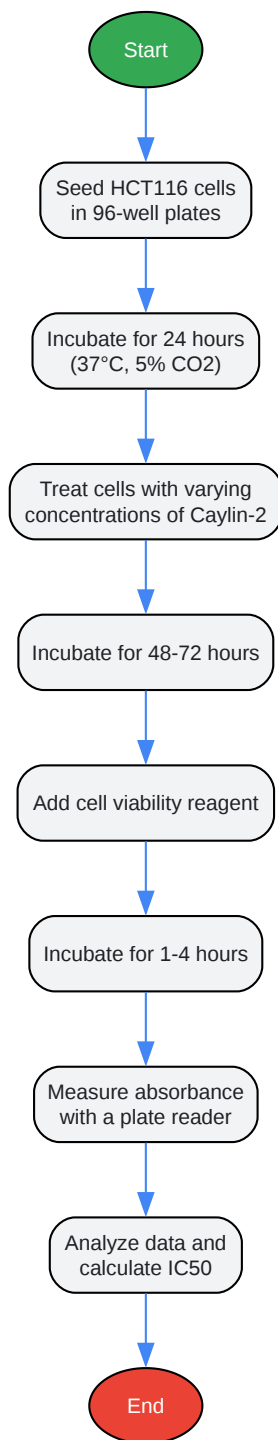 Start
Seed HCT116 cells
in 96-well plates
Incubate for 24 hours
(37°C, 5% CO2)
Treat cells with varying
concentrations of Caylin-2
Incubate for 48-72 hours
Add cell viability reagent
Incubate for 1-4 hours
Measure absorbance
with a plate reader
Analyze data and
calculate IC50
End